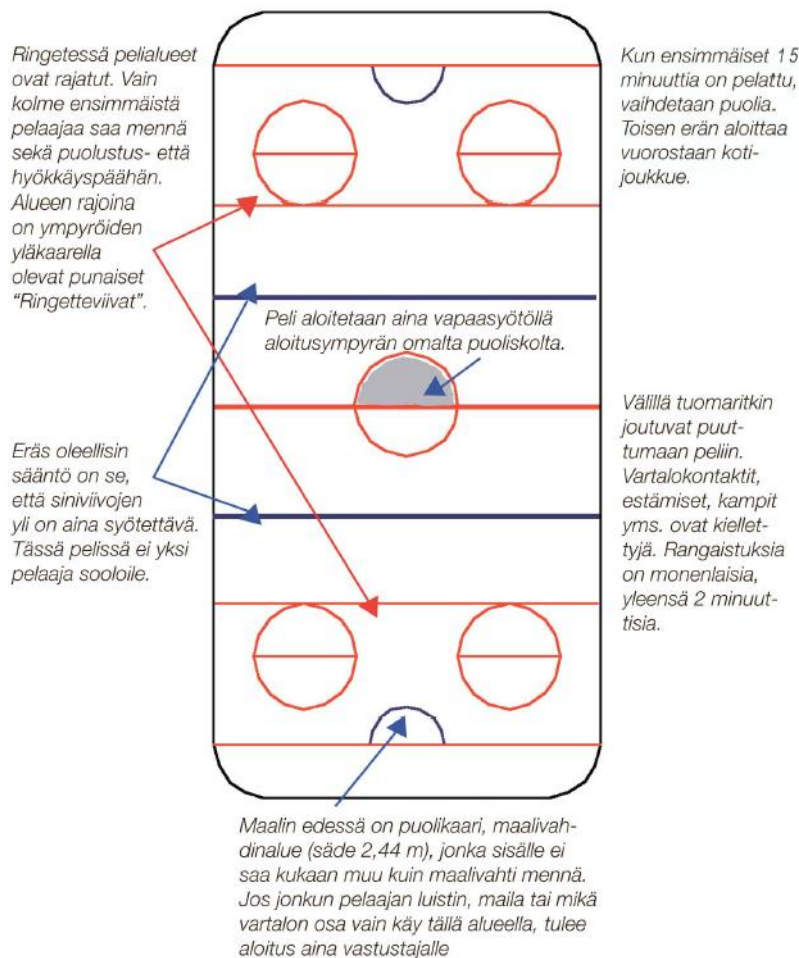 Ringetessä pelialueet
ovat rajatut. Vain
kolme ensimmäistä
pelaajaa saa mennä
sekä puolustus- että
hyökkäyspäähän.
Alueen rajoina
on ympyröiden
yläkaarella
olevat punaiset
“Ringetteviivat”.
Kun ensimmäiset 15
minuuttia on pelattu,
vaihdetaan puolia.
Toisen erän aloittaa
vuorostaan koti-
joukkue.
Peli aloitetaan aina vapaasyötöllä
aloitusympyrän omalta puoliskolta.
Eräs oleellisin
sääntö on se,
että siniviivojen
yli on aina syötettävä.
Tässä pelissä ei yksi
pelaaja sooloile.
Välillä tuomaritkin
joutuvat puut-
tumaan peliin.
Vartalokontaktit,
estämiset, kampit
yms. ovat kiellet-
tyjä. Rangaistuksia
on monenlaisia,
yleensä 2 minuut-
tisia.
Maalin edessä on puolikaari, maalivah-
dinalue (säde 2,44 m), jonka sisälle ei
saa kukaan muu kuin maalivahti mennä.
Jos jonkun pelaajan luistin, maila tai mikä
vartalon osa vain käy tällä alueella, tulee
aloitus aina vastustajalle